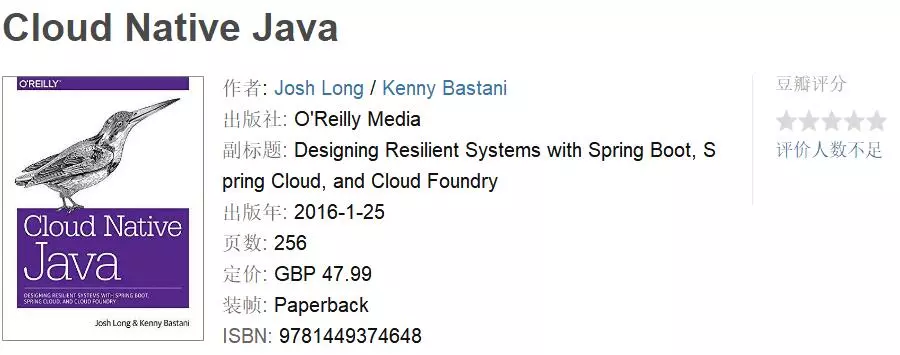 Cloud Native Java
O'REILLY
Cloud Native
Java
DESIGNING RESILIENT SYSTEMS WITH SPRING BOOT,
SPRING CLOUD, AND CLOUD FOUNDRY
Josh Long & Kenny Bastani
作者: Josh Long / Kenny Bastani
出版社: O'Reilly Media
副标题: Designing Resilient Systems with Spring Boot, S
pring Cloud, and Cloud Foundry
出版年: 2016-1-25
页数: 256
定价: GBP 47.99
装帧: Paperback
ISBN: 9781449374648
豆瓣评分
评价人数不足